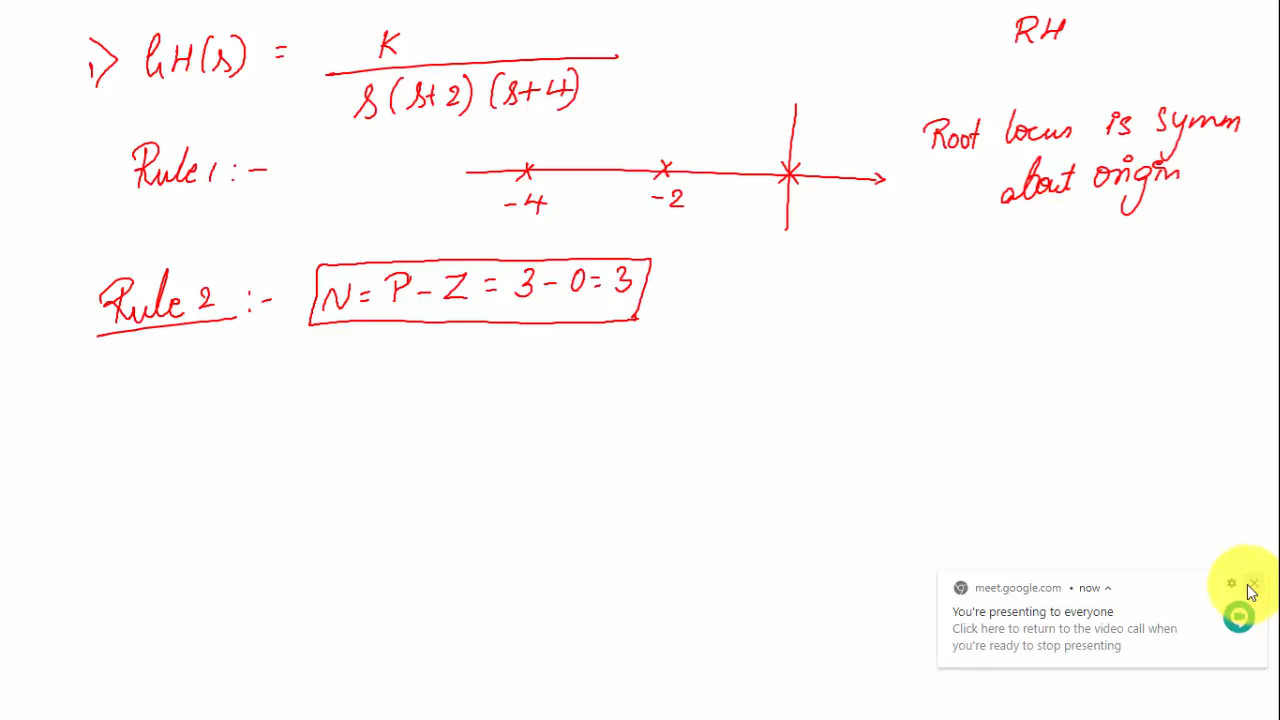 1) GH(s) = K
s(s+2)(s+4)
RH
Root locus is symm
about origin
Rule 1:-
-4 -2
Rule 2 :- N = P - Z = 3 - 0 = 3
meet.google.com • now
You're presenting to everyone
Click here to return to the video call when
you're ready to stop presenting